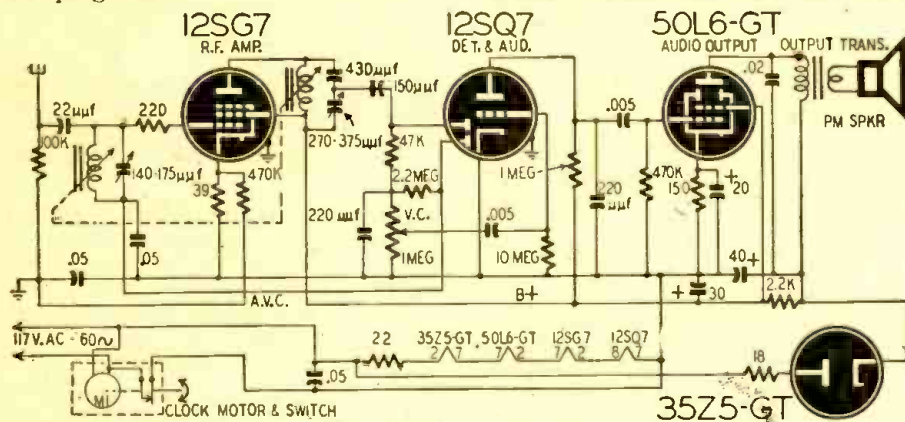 12SG7
12SQ7
50L6-GT
R.F. AMP.
DET. & AUD.
AUDIO OUTPUT
OUTPUT TRANS.
.02
430µµf
150µµf
22µµf
220
.005
PM SPKR
100K
270-375µµf
47K
140-175µµf
39
470K
2.2MEG
1 MEG
220 µµf
470K
150
+ 20
220 µµf
V.C.
.005
.05
.05
1MEG
10 MEG
40+
2.2K
A.V.C.
B+
+ 30
117V. AC - 60~
22
35Z5-GT
50L6-GT
12SG7
12SQ7
2 7
7 2
7 2
8 7
18
.05
M1
CLOCK MOTOR & SWITCH
35Z5-GT